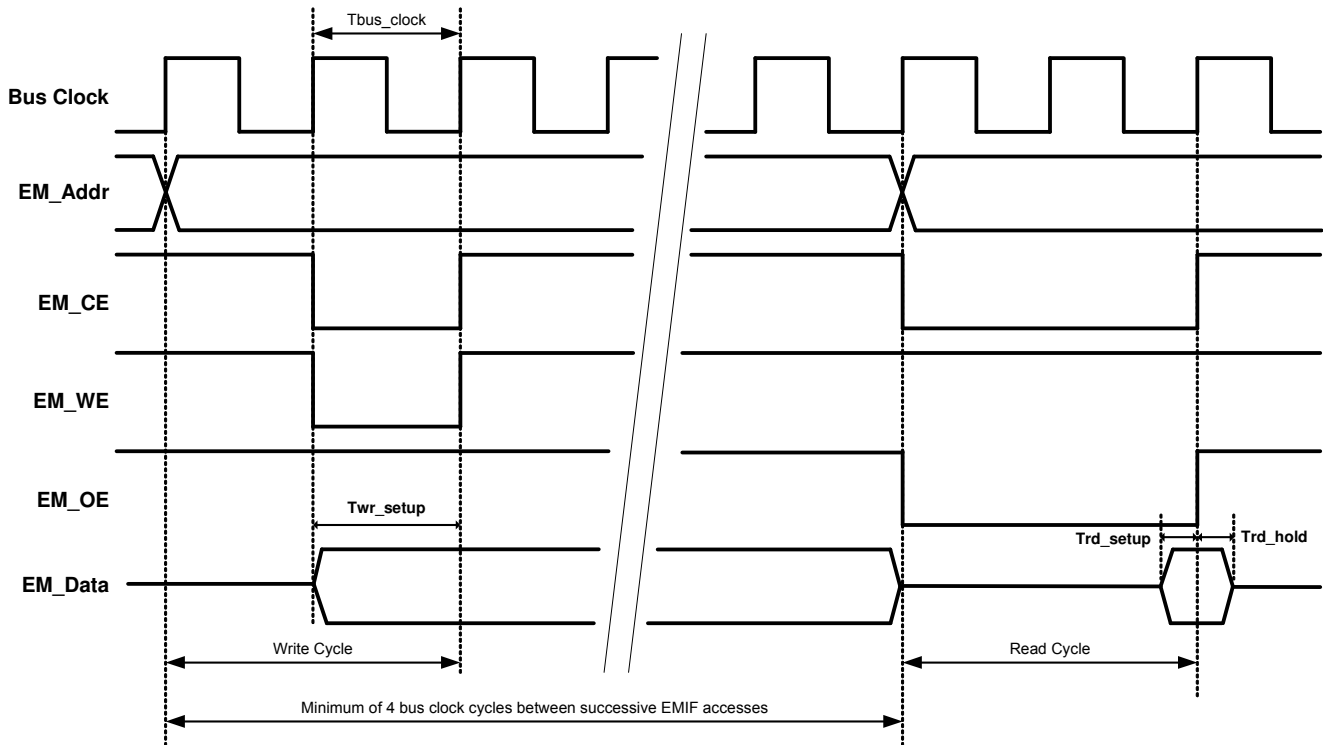 Tbus_clock
Bus Clock
EM_Addr
EM_CE
EM_WE
EM_OE
Twr_setup
Trd_setup
Trd_hold
EM_Data
Write Cycle
Read Cycle
Minimum of 4 bus clock cycles between successive EMIF accesses